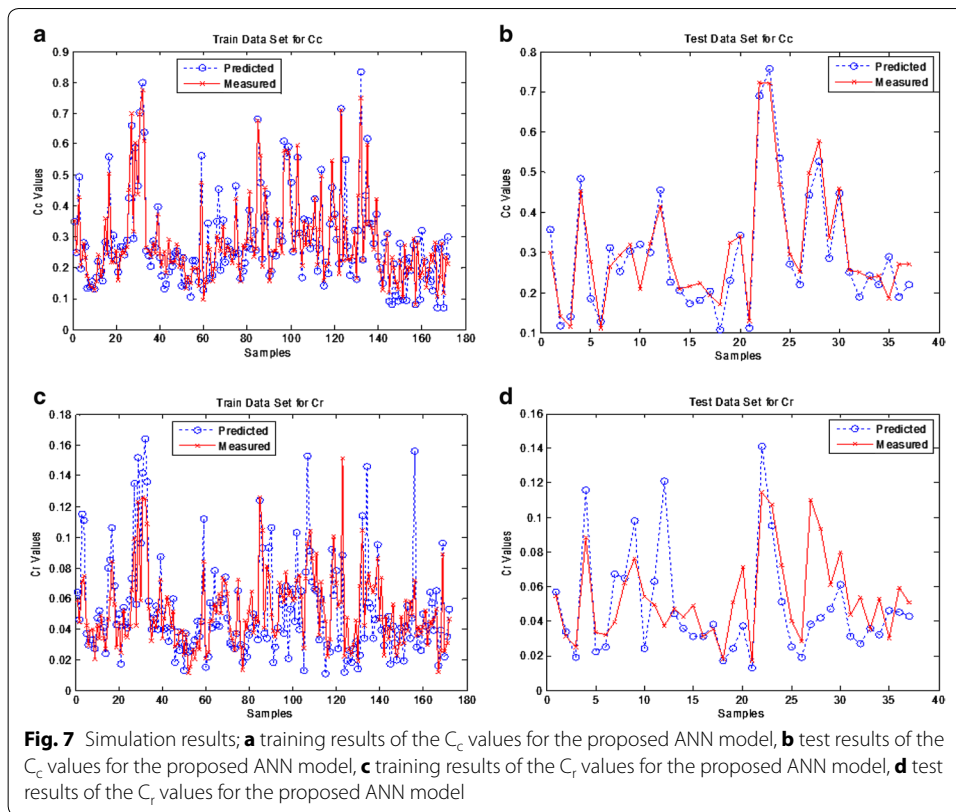 a
Train Data Set for Cc
0.9
0.8
0.7
0.6
0.5
0.4
0.3
0.2
0.1
0
Cc Values
Predicted
Measured
0 20 40 60 80 100 120 140 160 180
Samples
b
Test Data Set for Cc
0.8
0.7
0.6
0.5
0.4
0.3
0.2
0.1
Cc Values
Predicted
Measured
0 5 10 15 20 25 30 35 40
Samples
c
Train Data Set for Cr
0.18
0.16
0.14
0.12
0.1
0.08
0.06
0.04
0.02
0
Cr Values
Predicted
Measured
0 20 40 60 80 100 120 140 160 180
Samples
d
Test Data Set for Cr
0.16
0.14
0.12
0.1
0.08
0.06
0.04
0.02
0
Cr Values
Predicted
Measured
0 5 10 15 20 25 30 35 40
Samples
Fig. 7 Simulation results; a training results of the Cc values for the proposed ANN model, b test results of the
Cc values for the proposed ANN model, c training results of the Cr values for the proposed ANN model, d test
results of the Cr values for the proposed ANN model